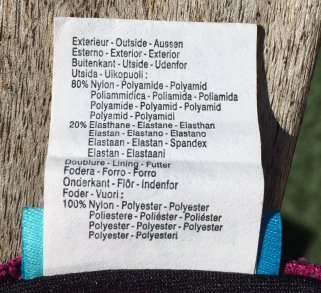 Exterieur - Outside - Aussen
Esterno - Exterior - Exterior
Buitenkant - Utside - Udenfor
Utsida - Ulkopuoli :
80% Nylon - Polyamide - Polyamid
Poliammidica - Poliamida - Poliamida
Polyamide - Polyamid - Polyamid
Polyamid - Polyamidi
20% Elasthane - Elastane - Elasthan
Elastan - Elastano - Elastano
Elastaan - Elastan - Spandex
Elastan - Elastaani
Doublure - Lining - Futter
Fodera - Forro - Forro
Onderkant - Flör - Indenfor
Foder - Vuori :
100% Nylon - Polyester - Polyester
Poliestere - Poliéster - Poliéster
Polyester - Polyester - Polyester
Polyester - Polyesteri